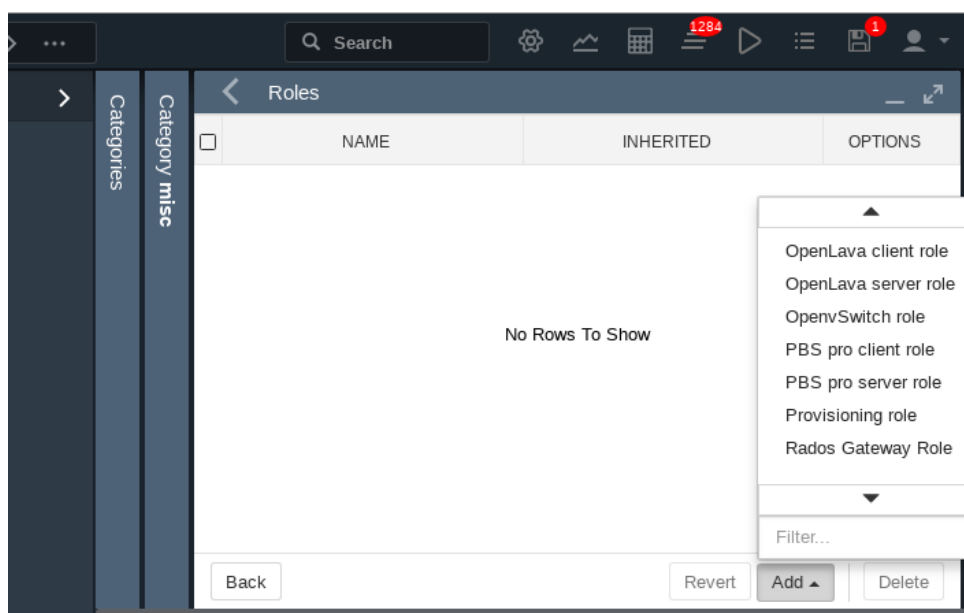 Search
1284
1
Categories
Category misc
Roles
NAME INHERITED OPTIONS
No Rows To Show
OpenLava client role
OpenLava server role
OpenvSwitch role
PBS pro client role
PBS pro server role
Provisioning role
Rados Gateway Role
Filter...
Back Revert Add Delete